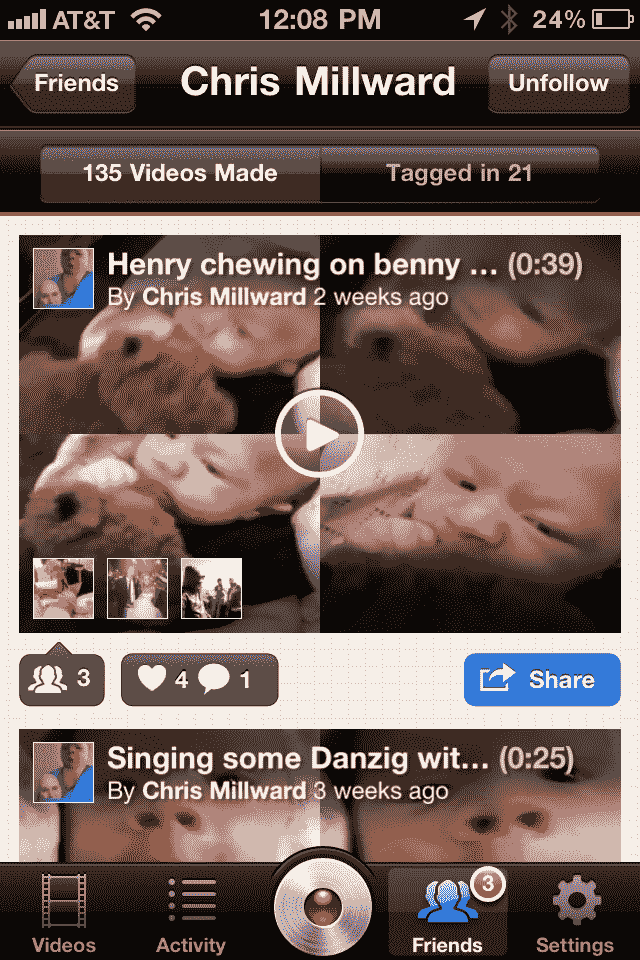 AT&T 12:08 PM 24%
Friends Chris Millward Unfollow
135 Videos Made Tagged in 21
Henry chewing on benny ... (0:39)
By Chris Millward 2 weeks ago
3 4 1 Share
Singing some Danzig wit... (0:25)
By Chris Millward 3 weeks ago
3
Videos Activity Friends Settings